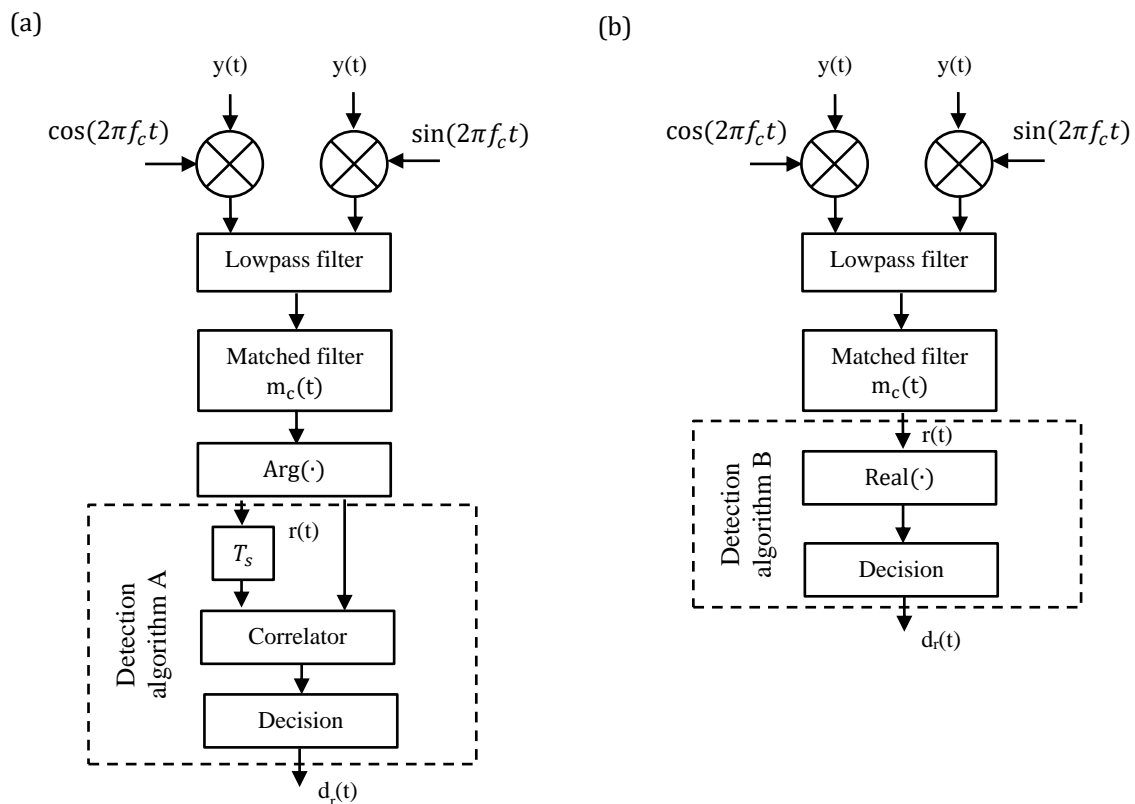 (a)
y(t)
y(t)
cos(2πf_c t)
sin(2πf_c t)
Lowpass filter
Matched filter
m_c(t)
Arg(·)
r(t)
T_s
Correlator
Decision
Detection
algorithm A
d_r(t)
(b)
y(t)
y(t)
cos(2πf_c t)
sin(2πf_c t)
Lowpass filter
Matched filter
m_c(t)
r(t)
Real(·)
Decision
Detection
algorithm B
d_r(t)